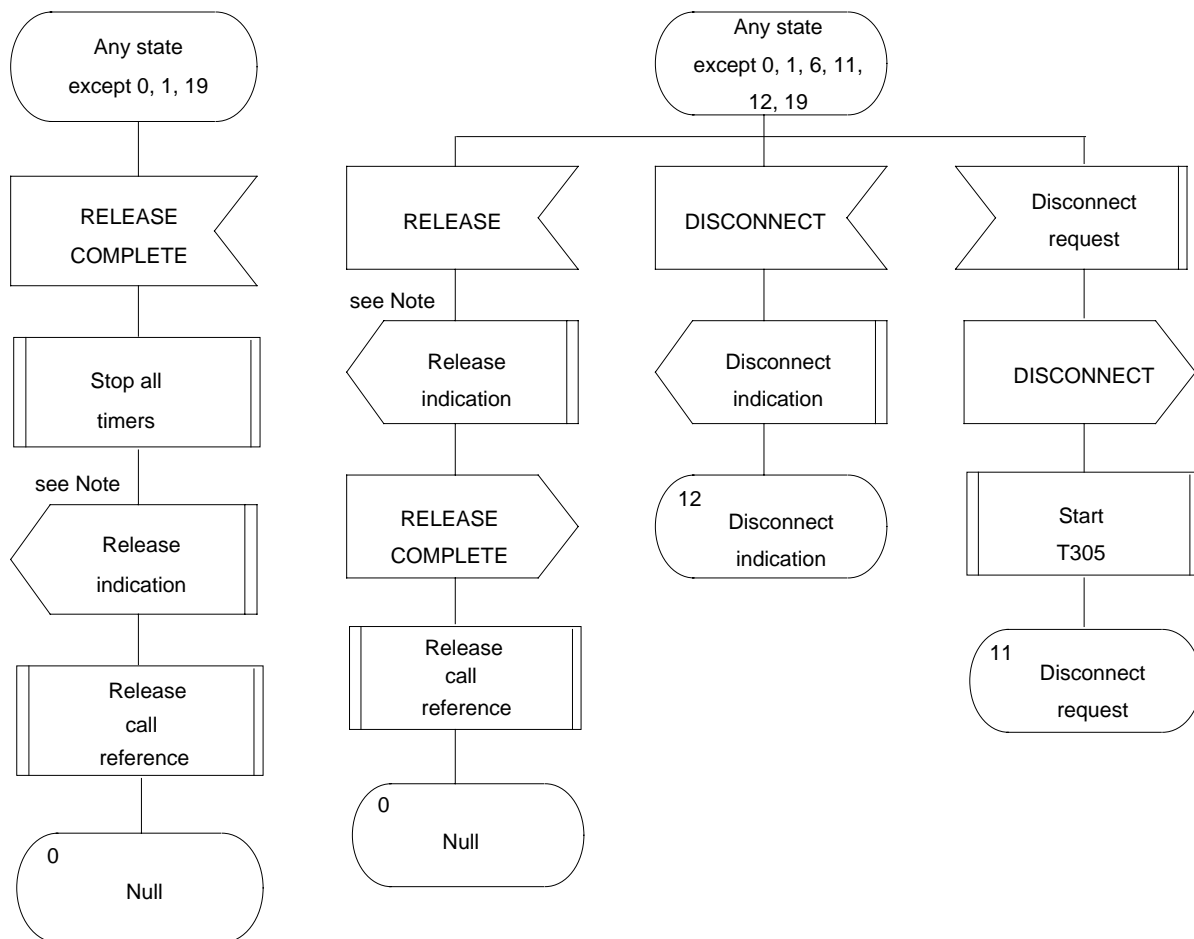 Any state
except 0, 1, 19
RELEASE
COMPLETE
Stop all
timers
see Note
Release
indication
Release
call
reference
0
Null
Any state
except 0, 1, 6, 11,
12, 19
RELEASE
see Note
Release
indication
RELEASE
COMPLETE
Release
call
reference
0
Null
DISCONNECT
Disconnect
indication
12
Disconnect
indication
Disconnect
request
DISCONNECT
Start
T305
11
Disconnect
request